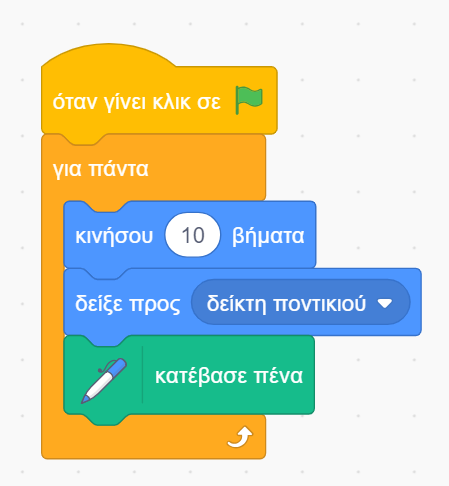 όταν γίνει κλικ σε
για πάντα
κινήσου 10 βήματα
δείξε προς δείκτη ποντικιού
κατέβασε πένα